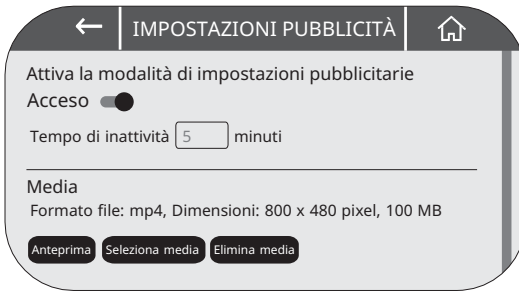 IMPOSTAZIONI PUBBLICITÀ
Attiva la modalità di impostazioni pubblicitarie
Acceso
Tempo di inattività 5 minuti
Media
Formato file: mp4, Dimensioni: 800 x 480 pixel, 100 MB
Anteprima Seleziona media Elimina media